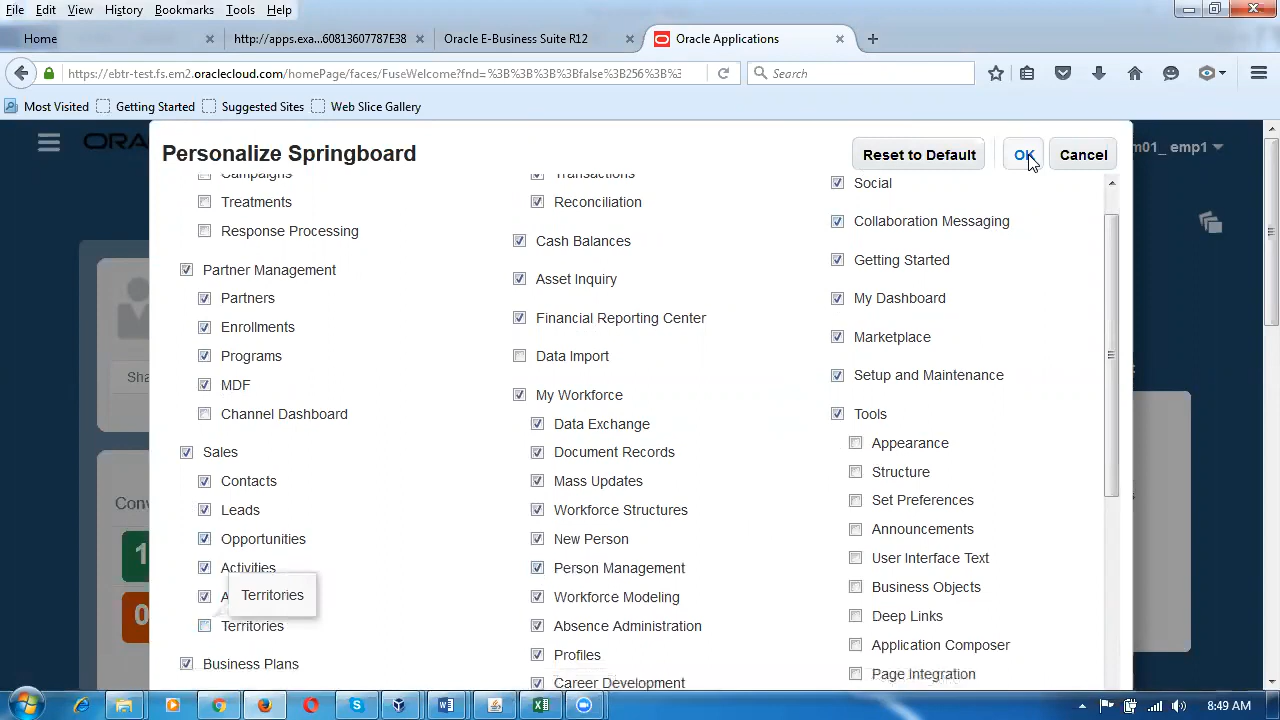 File Edit View History Bookmarks Tools Help
Home
http://apps.exa...60813607787E38
Oracle E-Business Suite R12
Oracle Applications
https://ebtr-test.fs.em2.oraclecloud.com/homePage/faces/FuseWelcome?fnd=%3B%3B%3B%3Bfalse%3B256%3B%3
Search
Most Visited Getting Started Suggested Sites Web Slice Gallery
Personalize Springboard
Reset to Default
OK
Cancel
m01_ emp1
Campaigns
Treatments
Response Processing
Partner Management
Partners
Enrollments
Programs
MDF
Channel Dashboard
Sales
Contacts
Leads
Opportunities
Activities
Territories
Territories
Business Plans
Transactions
Reconciliation
Cash Balances
Asset Inquiry
Financial Reporting Center
Data Import
My Workforce
Data Exchange
Document Records
Mass Updates
Workforce Structures
New Person
Person Management
Workforce Modeling
Absence Administration
Profiles
Career Development
Social
Collaboration Messaging
Getting Started
My Dashboard
Marketplace
Setup and Maintenance
Tools
Appearance
Structure
Set Preferences
Announcements
User Interface Text
Business Objects
Deep Links
Application Composer
Page Integration
Sha
Conv
1
0
8:49 AM